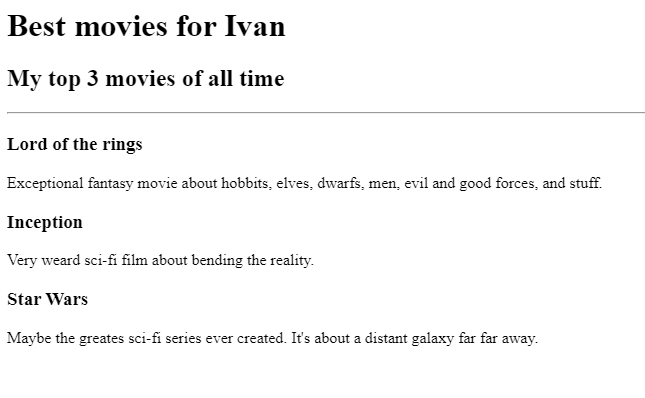 Best movies for Ivan
My top 3 movies of all time
Lord of the rings
Exceptional fantasy movie about hobbits, elves, dwarfs, men, evil and good forces, and stuff.
Inception
Very weard sci-fi film about bending the reality.
Star Wars
Maybe the greates sci-fi series ever created. It's about a distant galaxy far far away.